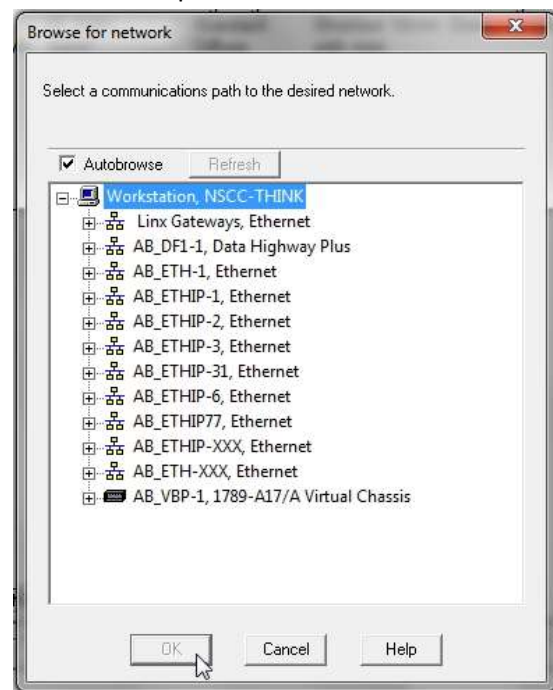 Browse for network
Select a communications path to the desired network.
Autobrowse
Refresh
Workstation, NSCC-THINK
Linx Gateways, Ethernet
AB_DF1-1, Data Highway Plus
AB_ETH-1, Ethernet
AB_ETHIP-1, Ethernet
AB_ETHIP-2, Ethernet
AB_ETHIP-3, Ethernet
AB_ETHIP-31, Ethernet
AB_ETHIP-6, Ethernet
AB_ETHIP77, Ethernet
AB_ETHIP-XXX, Ethernet
AB_ETH-XXX, Ethernet
AB_VBP-1, 1789-A17/A Virtual Chassis
OK
Cancel
Help